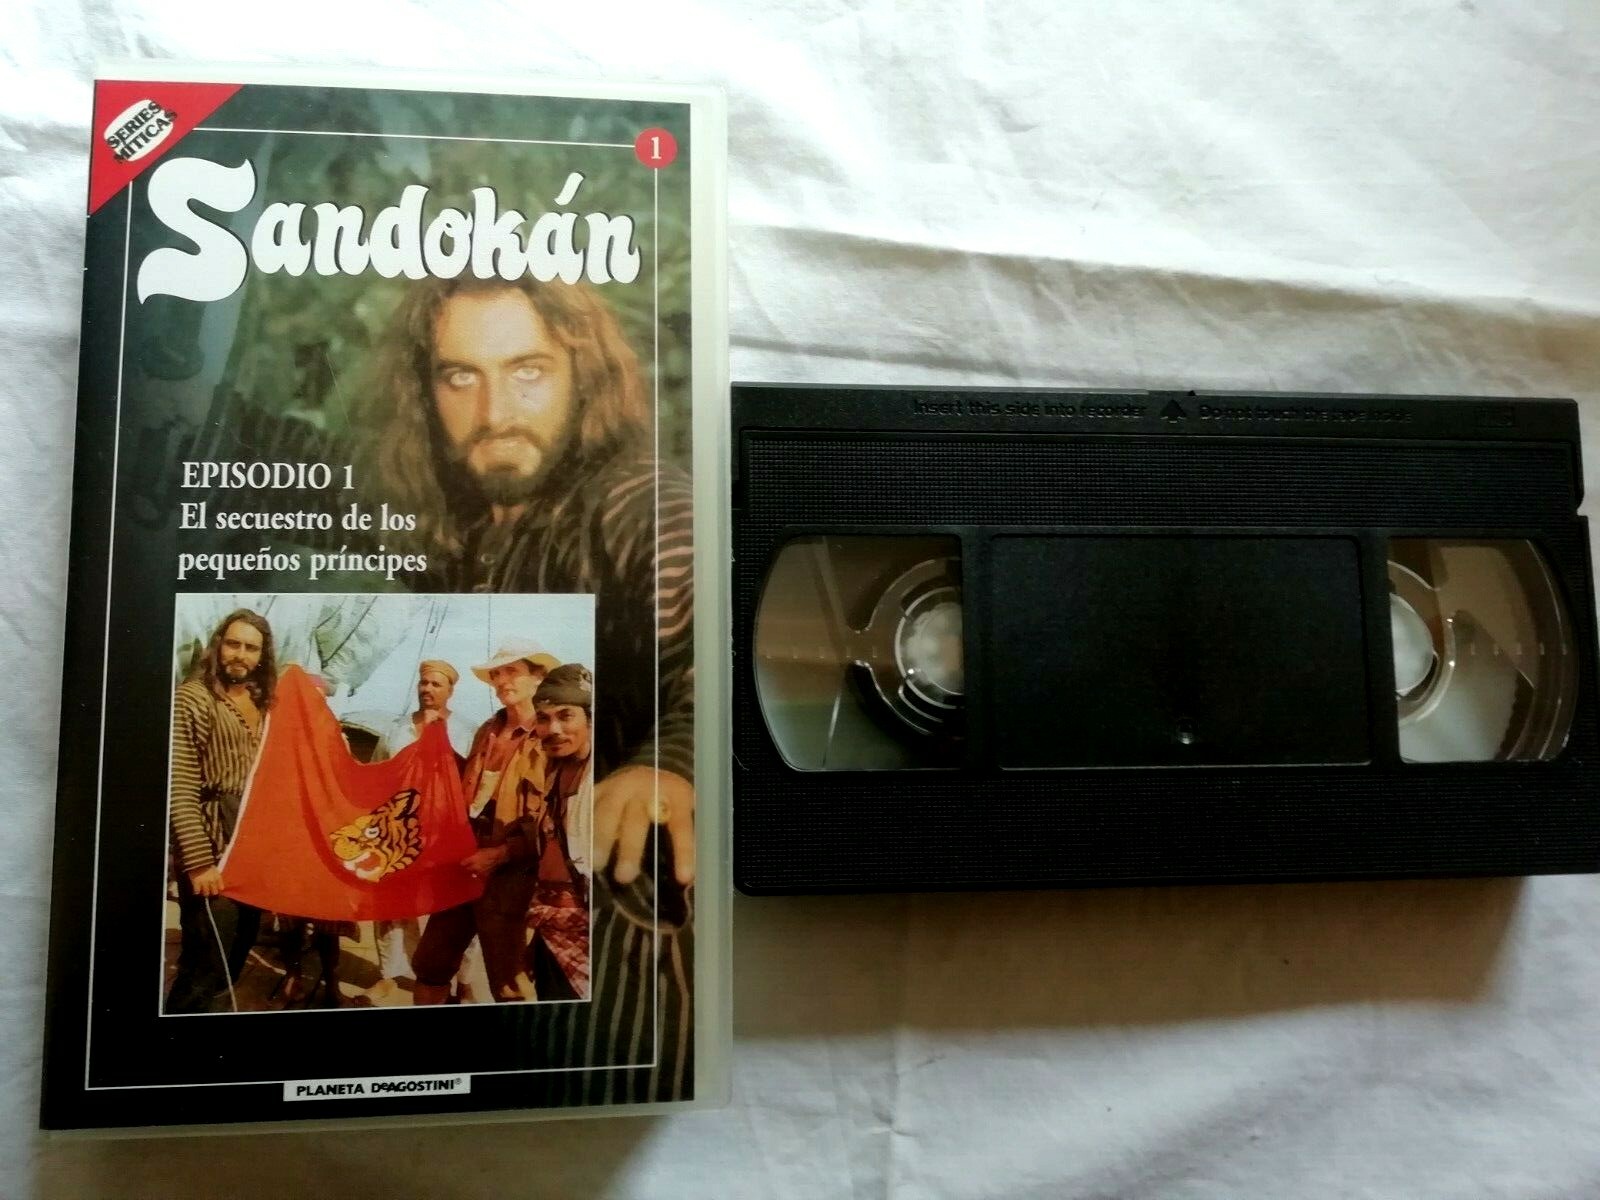 SERIES
MÍTICAS
1
Sandokán
EPISODIO 1
El secuestro de los
pequeños príncipes
PLANETA DeAGOSTINI®
Insert this side into recorder Do not touch the tape inside